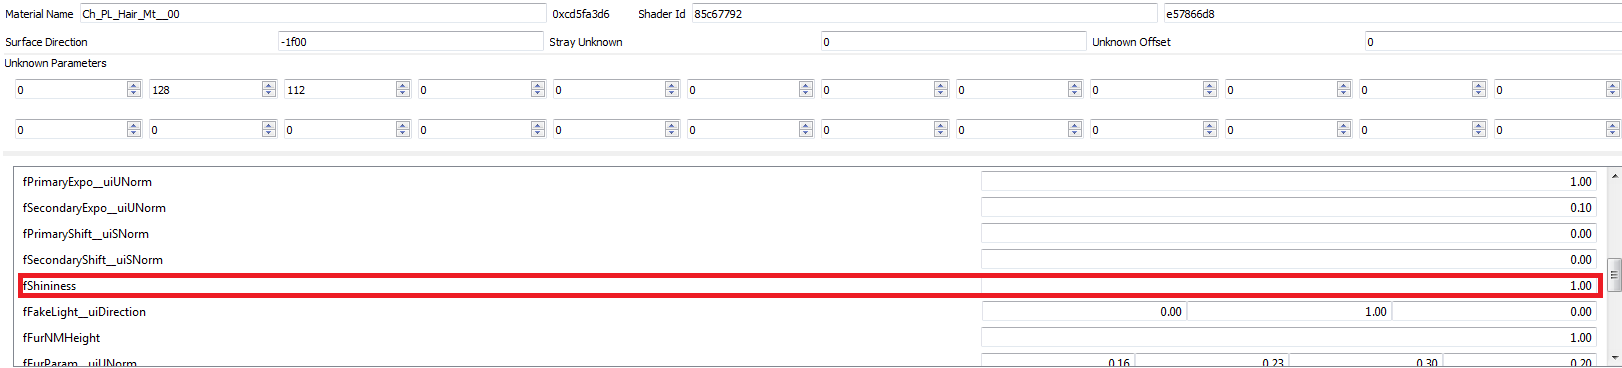 Material Name Ch_PL_Hair_Mt__00 0xcd5fa3d6 Shader Id 85c67792 e57866d8
Surface Direction -1f00 Stray Unknown 0 Unknown Offset 0
Unknown Parameters
0 128 112 0 0 0 0 0 0 0 0 0
0 0 0 0 0 0 0 0 0 0 0 0
fPrimaryExpo__uiUNorm 1.00
fSecondaryExpo__uiUNorm 0.10
fPrimaryShift__uiSNorm 0.00
fSecondaryShift__uiSNorm 0.00
fShininess 1.00
fFakeLight__uiDirection 0.00 1.00 0.00
fFurNMHeight 1.00
fFurParam__uiUNorm 0.16 0.23 0.30 0.20